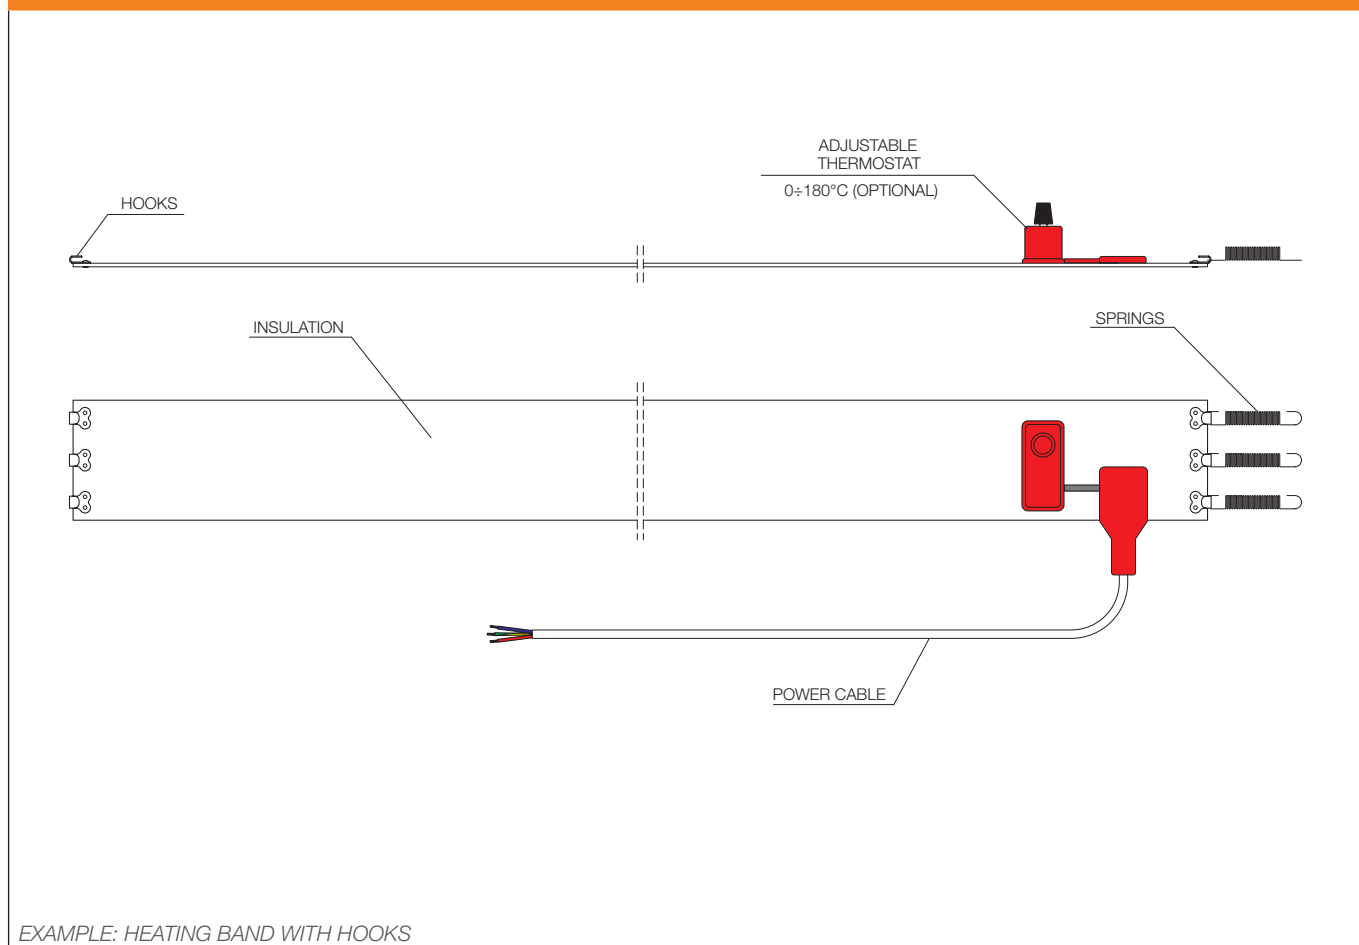 ADJUSTABLE
THERMOSTAT
0÷180°C (OPTIONAL)
HOOKS
SPRINGS
INSULATION
POWER CABLE
EXAMPLE: HEATING BAND WITH HOOKS